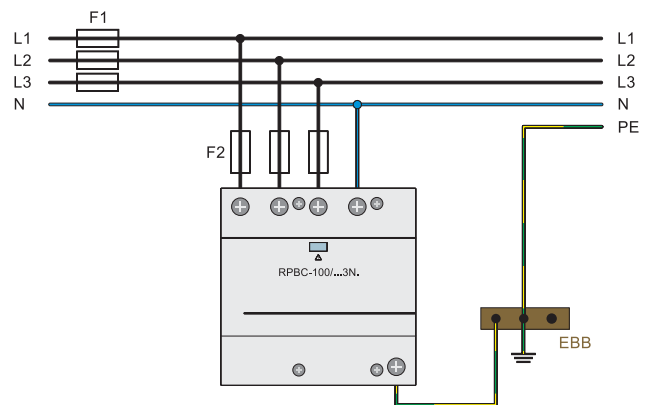 F1
L1 L1
L2 L2
L3 L3
N N
PE
F2
RPBC-100/...3N.
EBB